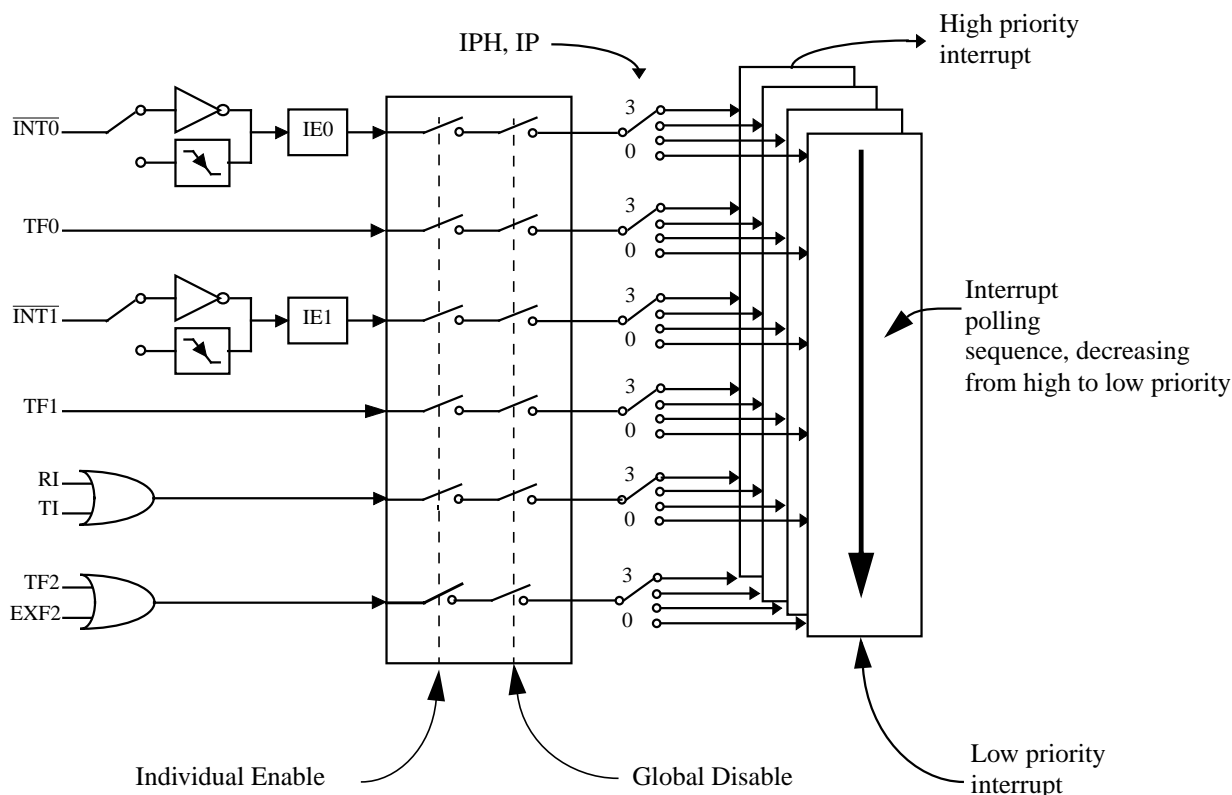 High priority
interrupt
IPH, IP
INT0
IE0
3
0
TF0
3
0
INT1
IE1
3
0
Interrupt
polling
sequence, decreasing
from high to low priority
TF1
3
0
RI
TI
3
0
TF2
EXF2
3
0
Individual Enable
Global Disable
Low priority
interrupt